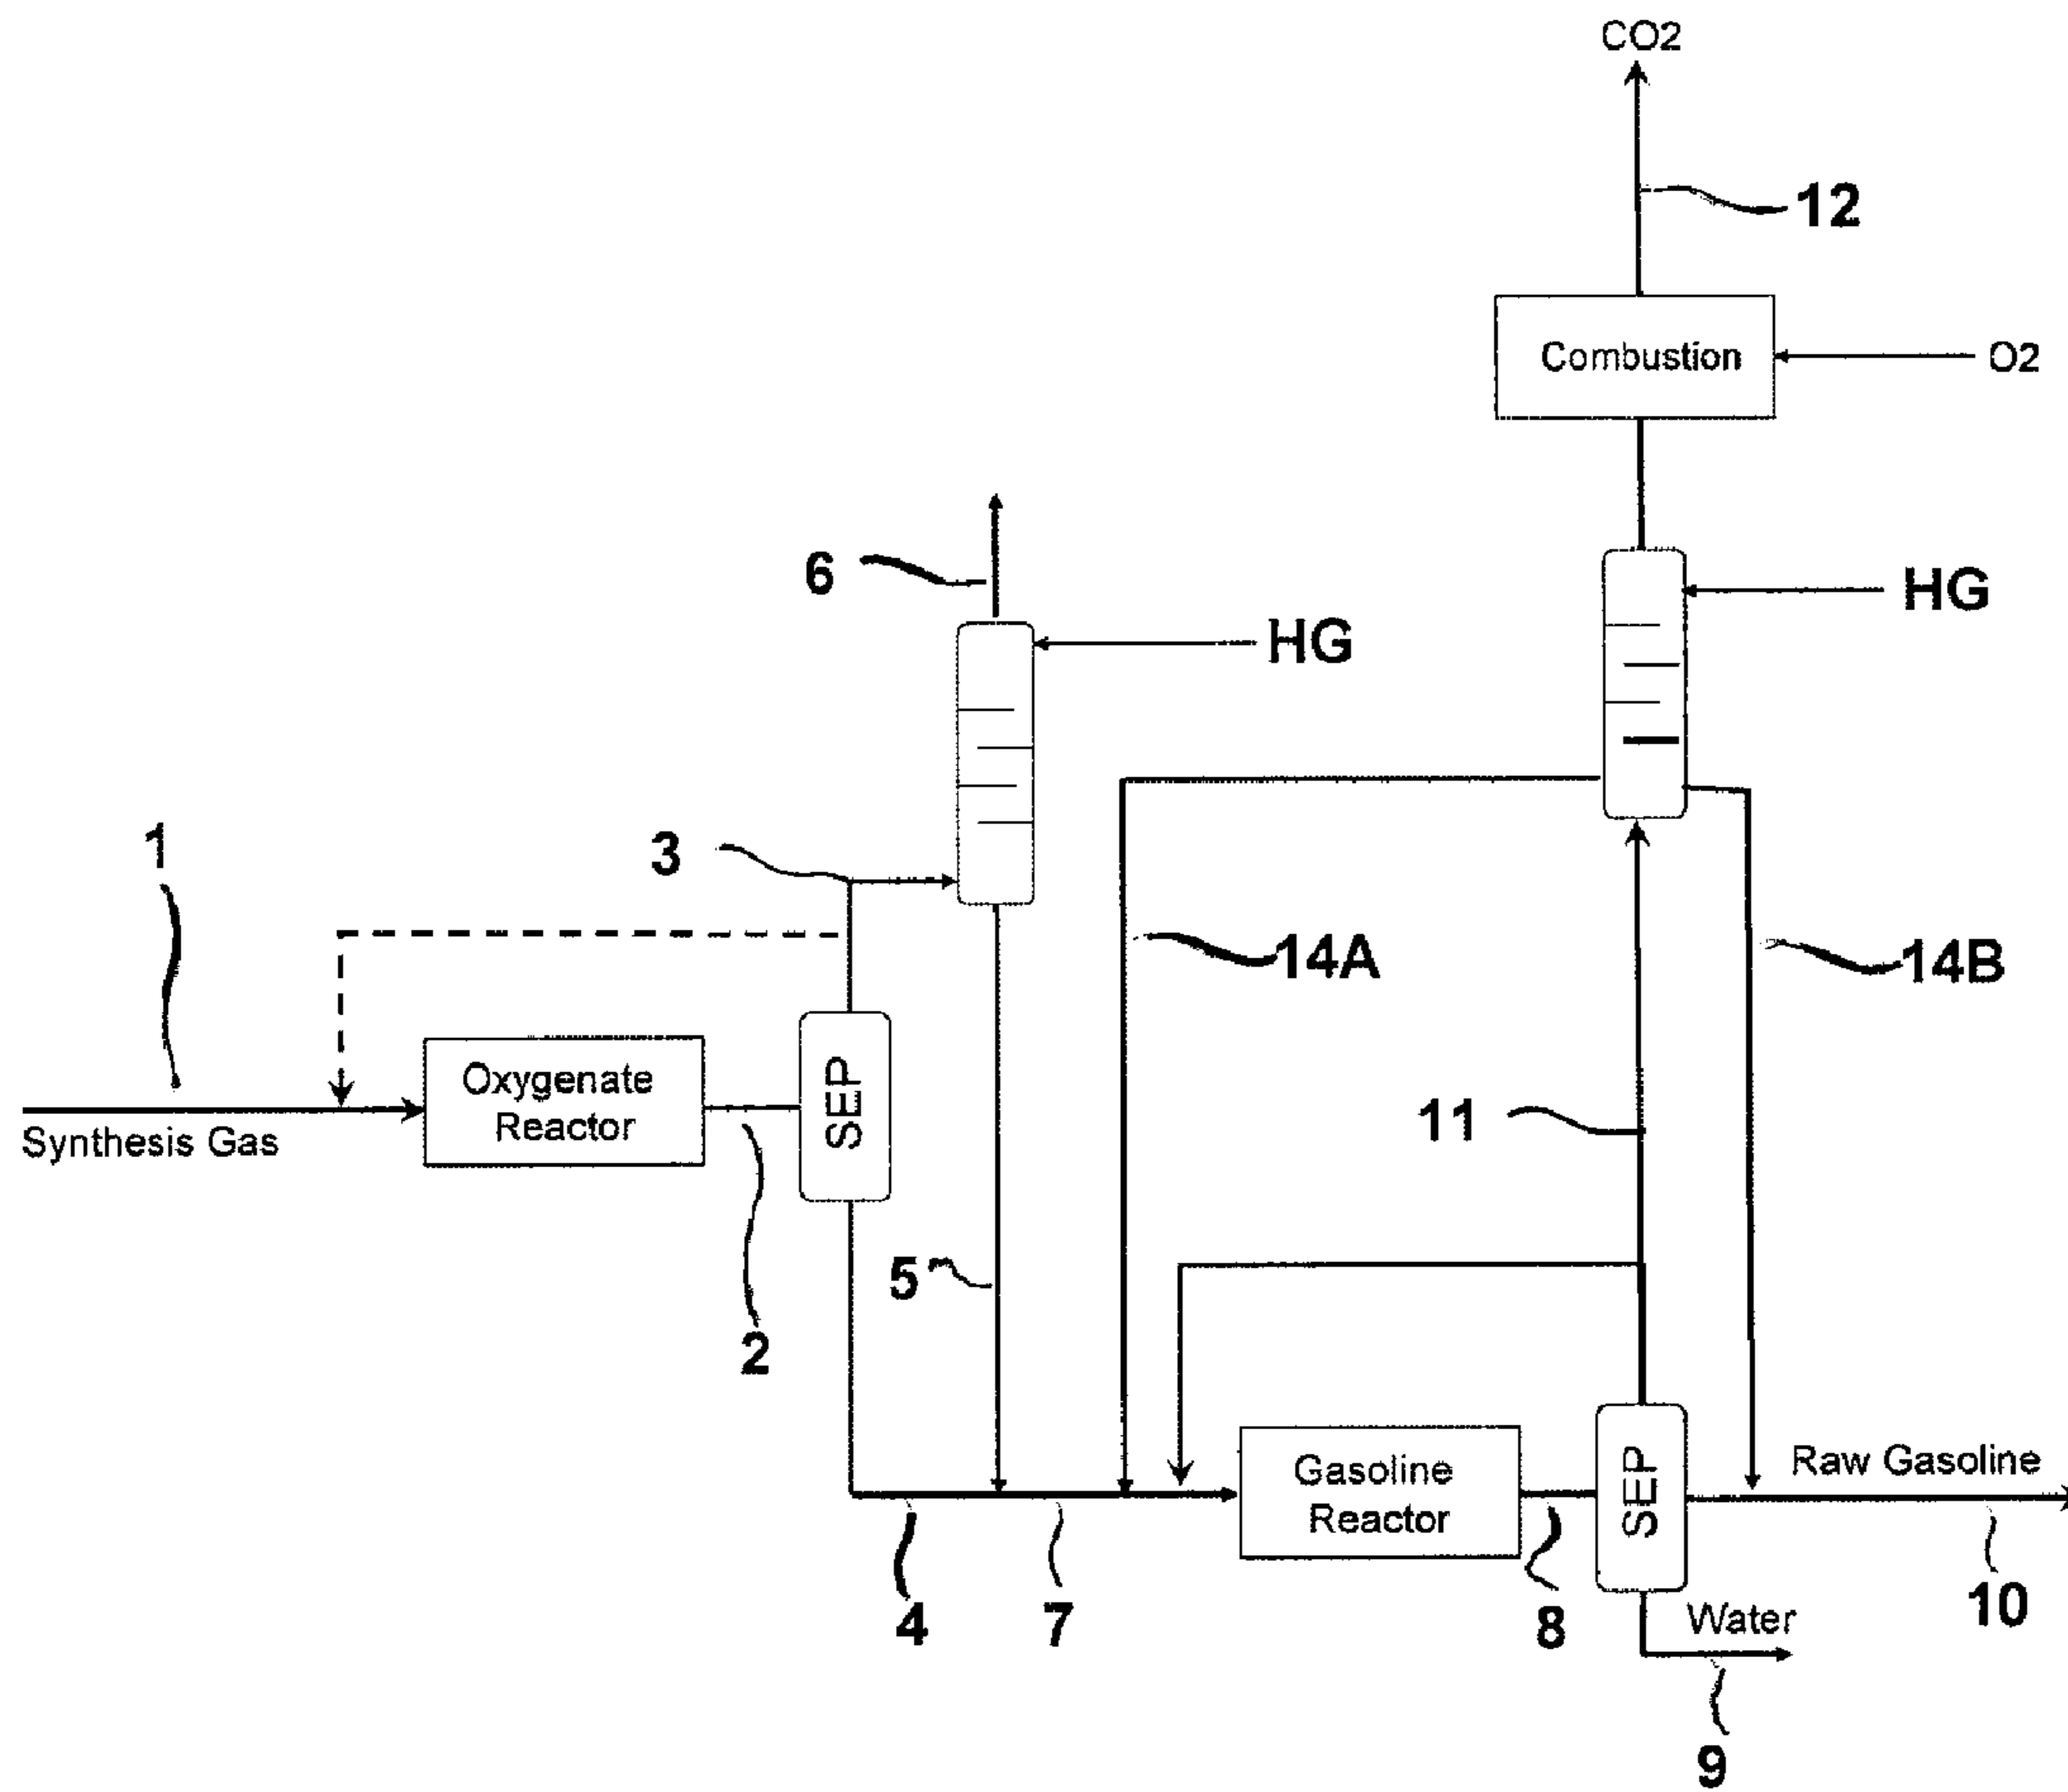 CO2
12
Combustion
O2
6
HG
HG
1
3
14A
14B
Oxygenate
Reactor
SEP
Synthesis Gas
11
5
2
Gasoline
Reactor
SEP
Raw Gasoline
4
7
8
Water
10
9